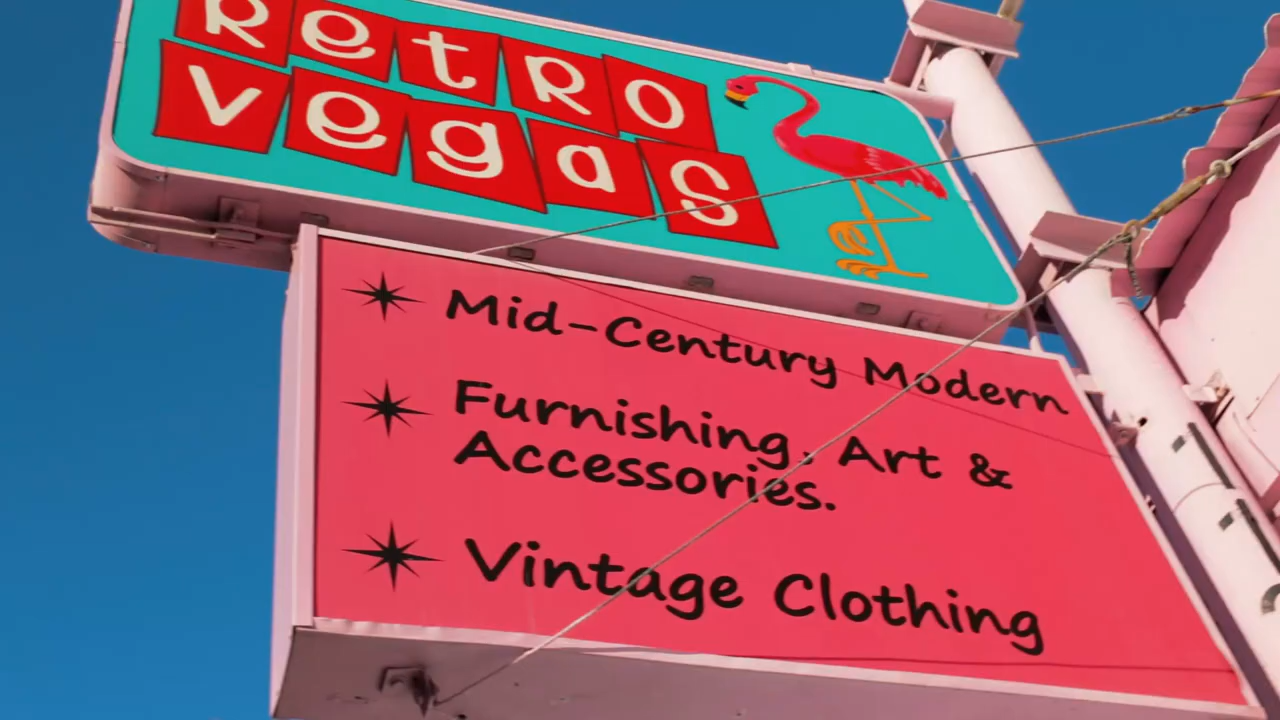 Retro
vegas
Mid-Century Modern
Furnishing, Art &
Accessories.
Vintage Clothing